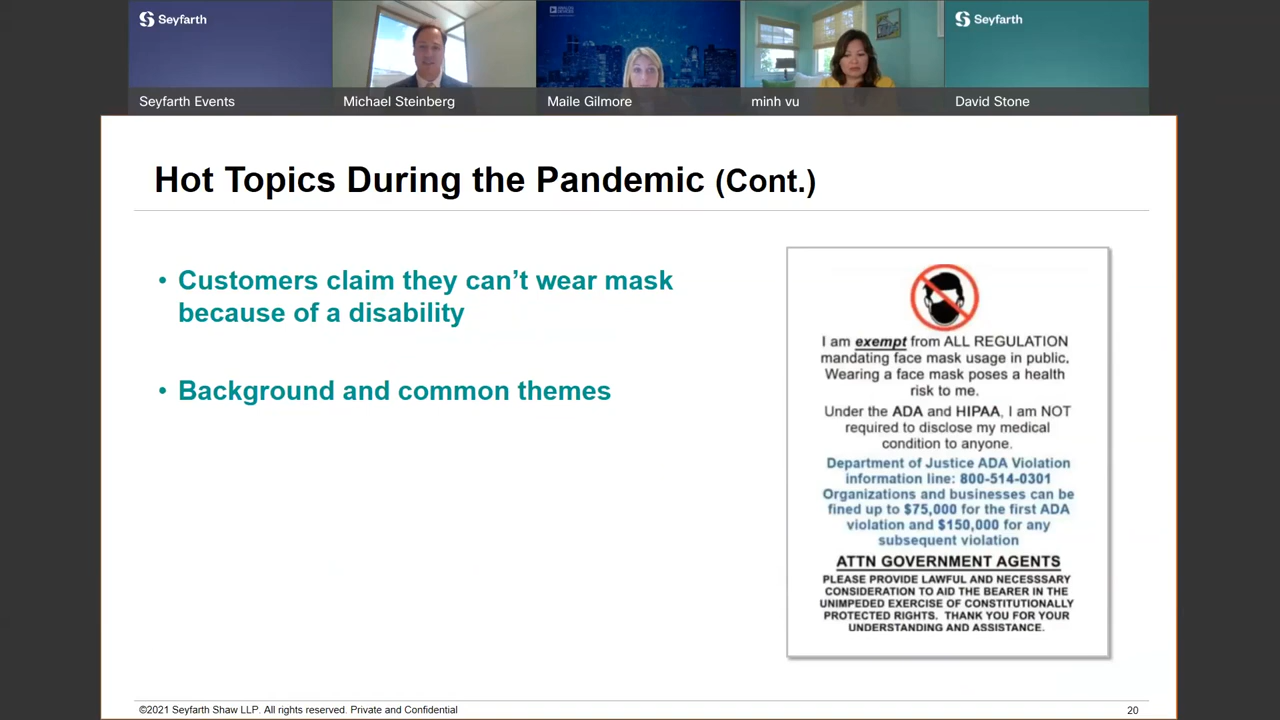 Seyfarth
Seyfarth
Seyfarth Events
Michael Steinberg
Maile Gilmore
minh vu
David Stone
Hot Topics During the Pandemic (Cont.)
• Customers claim they can't wear mask
because of a disability
• Background and common themes
I am exempt from ALL REGULATION
mandating face mask usage in public.
Wearing a face mask poses a health
risk to me.
Under the ADA and HIPAA, I am NOT
required to disclose my medical
condition to anyone.
Department of Justice ADA Violation
information line: 800-514-0301
Organizations and businesses can be
fined up to $75,000 for the first ADA
violation and $150,000 for any
subsequent violation
ATTN GOVERNMENT AGENTS
PLEASE PROVIDE LAWFUL AND NECESSSARY
CONSIDERATION TO AID THE BEARER IN THE
UNIMPEDED EXERCISE OF CONSTITUTIONALLY
PROTECTED RIGHTS. THANK YOU FOR YOUR
UNDERSTANDING AND ASSISTANCE.
©2021 Seyfarth Shaw LLP. All rights reserved. Private and Confidential
20